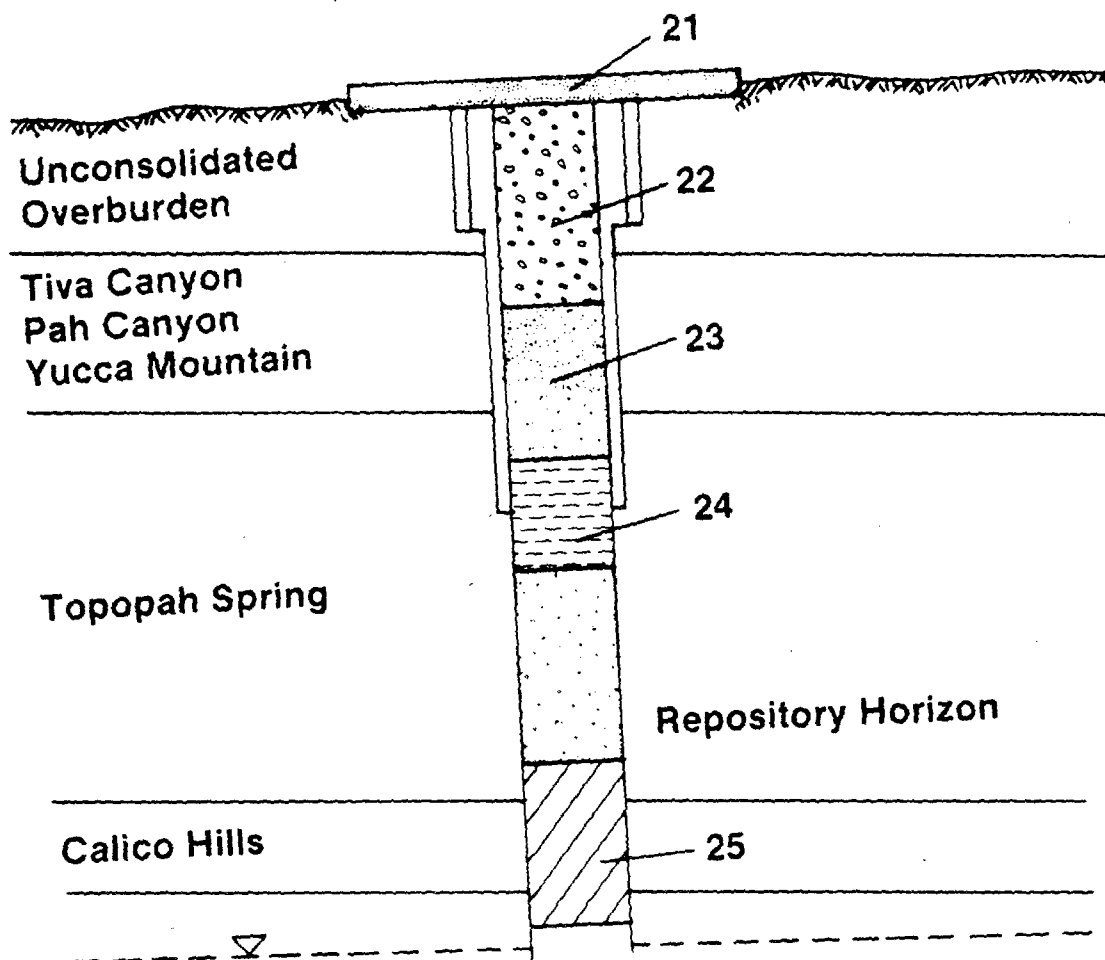 21
Unconsolidated
Overburden
22
Tiva Canyon
Pah Canyon
Yucca Mountain
23
24
Topopah Spring
Repository Horizon
Calico Hills
25